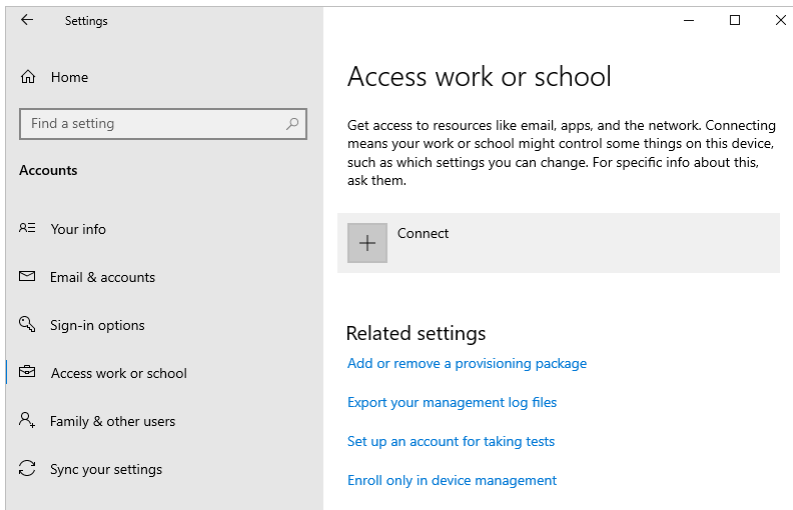 Settings
Home
Find a setting
Accounts
Your info
Email & accounts
Sign-in options
Access work or school
Family & other users
Sync your settings
Access work or school
Get access to resources like email, apps, and the network. Connecting
means your work or school might control some things on this device,
such as which settings you can change. For specific info about this,
ask them.
Connect
Related settings
Add or remove a provisioning package
Export your management log files
Set up an account for taking tests
Enroll only in device management